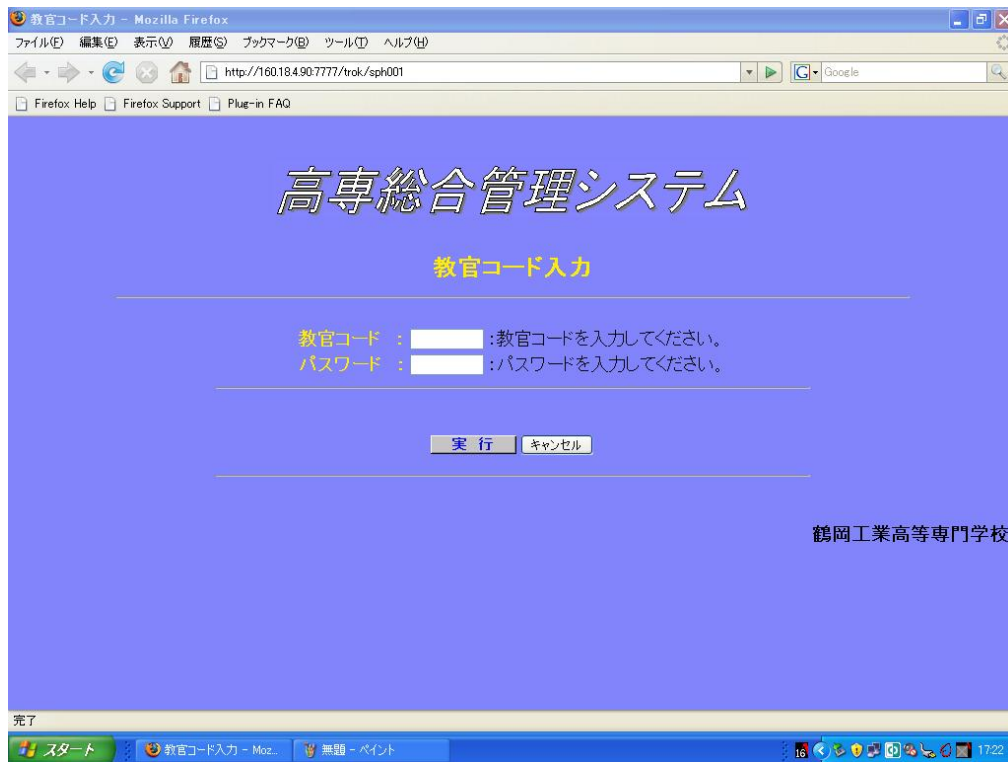 教官コード入力 - Mozilla Firefox
ファイル(F) 編集(E) 表示(V) 履歴(S) ブックマーク(B) ツール(T) ヘルプ(H)
http://160.18.4.90:7777/trok/sph001
G Google
Firefox Help Firefox Support Plug-in FAQ
高専総合管理システム
教官コード入力
教官コード : :教官コードを入力してください。
パスワード : :パスワードを入力してください。
実 行 キャンセル
鶴岡工業高等専門学校
完了
スタート 教官コード入力 - Moz... 無題 - ペイント 16 17:22